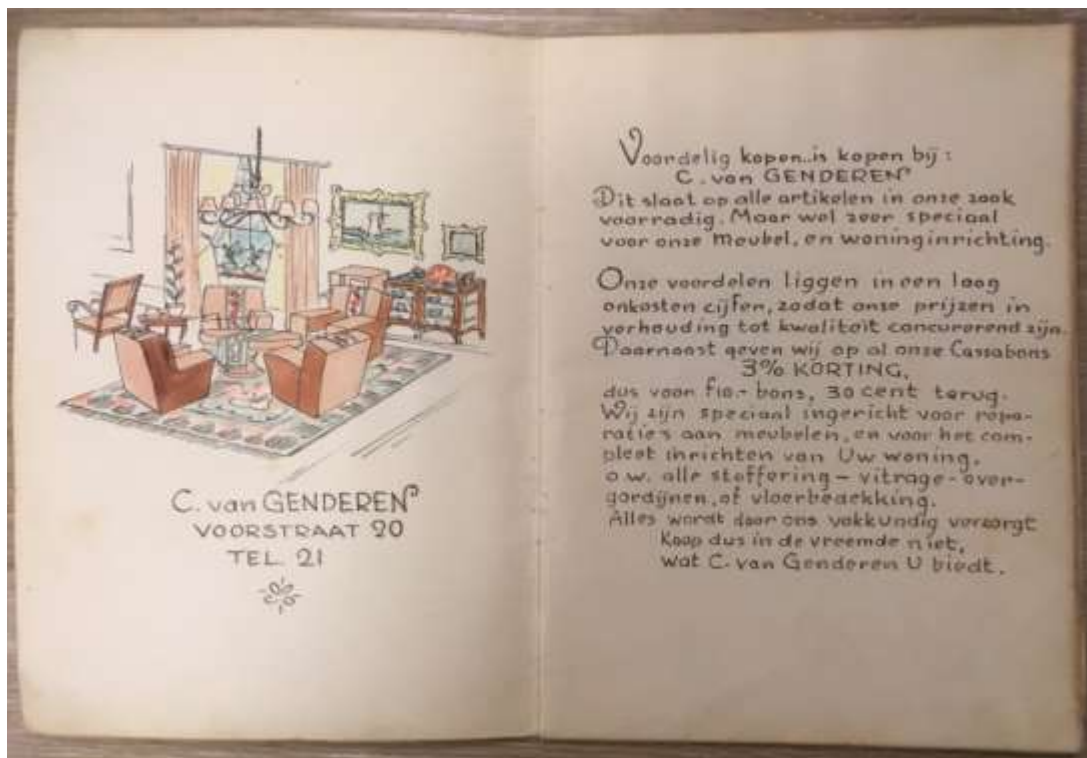 C. van GENDEREN
VOORSTRAAT 20
TEL. 21
Voordelig kopen..is kopen bij:
C. van GENDEREN
Dit slaat op alle artikelen in onze zaak
voorradig. Maar wel zeer speciaal
voor onze Meubel, en woninginrichting.
Onze voordelen liggen in een laag
onkosten cijfer, zodat onze prijzen in
verhouding tot kwaliteit concurerend zijn.
Daarnaast geven wij op al onze Cassabons
3% KORTING,
dus voor f10.- bons, 30 cent terug.
Wij zijn speciaal ingericht voor repa-
raties aan meubelen, en voor het com-
pleet inrichten van Uw woning,
o.w. alle stoffering - vitrage - over-
gordijnen, of vloerbedekking.
Alles wordt door ons vakkundig verzorgt
Koop dus in de vreemde niet,
wat C. van Genderen U biedt.